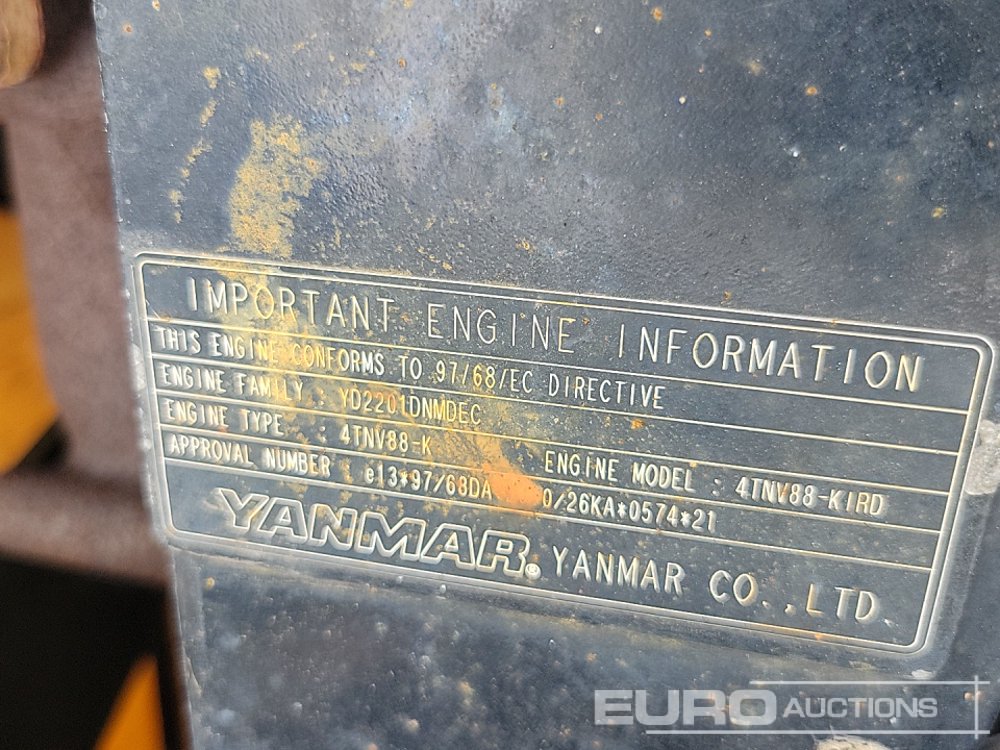 IMPORTANT ENGINE INFORMATION
THIS ENGINE CONFORMS TO 97/68/EC DIRECTIVE
ENGINE FAMILY : YD2201DNMDEC
ENGINE TYPE : 4TNV88-K ENGINE MODEL : 4TNV88-KIRD
APPROVAL NUMBER : e13*97/68DA 0/26KA*0574*21
YANMAR® YANMAR CO.,LTD.
EURO AUCTIONS